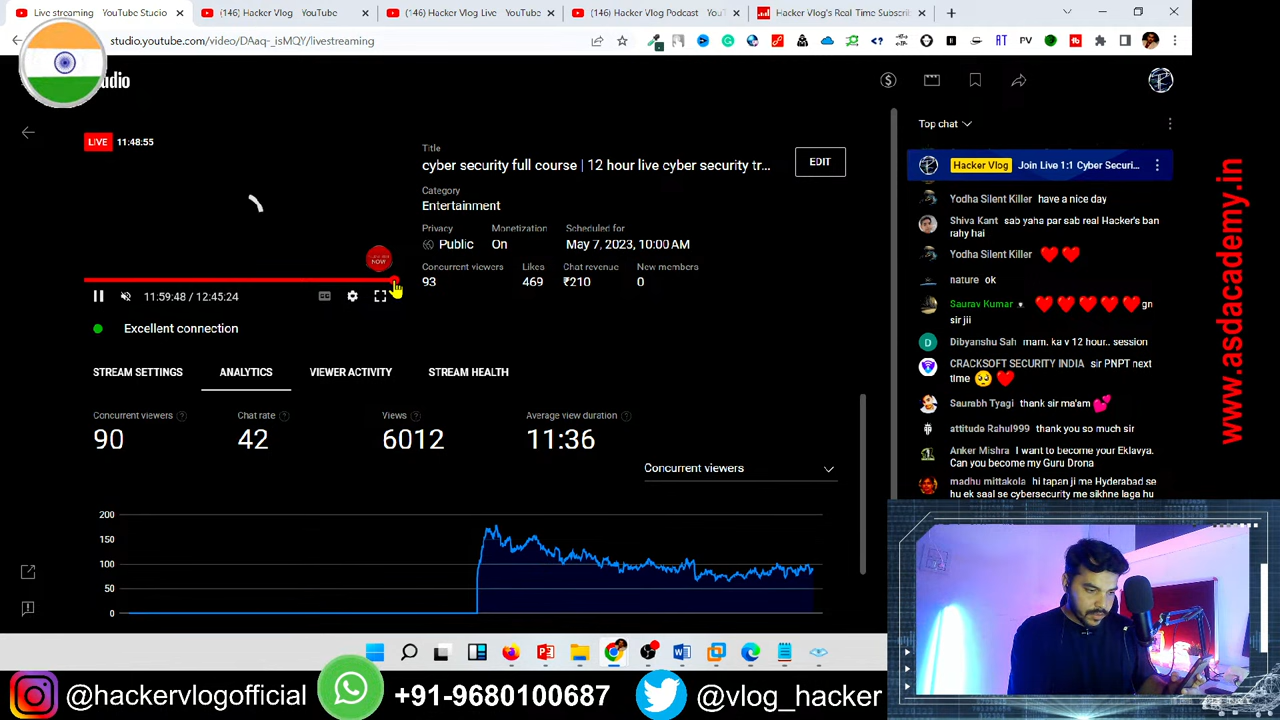 Live streaming - YouTube Studio
(146) Hacker Vlog - YouTube
(146) Hacker Vlog - YouTube
(146) Hacker Vlog Podcast - YouTube
Hacker Vlog's Real Time Subscrib
studio.youtube.com/video/DAaq-_isMQY/livestreaming
LIVE 11:48:55
Title
cyber security full course | 12 hour live cyber security tr...
EDIT
Category
Entertainment
Privacy Monetization Scheduled for
Public On May 7, 2023, 10:00 AM
Concurrent viewers Likes Chat revenue New members
93 469 ₹210 0
NOW
11:59:48 / 12:45:24
Excellent connection
STREAM SETTINGS ANALYTICS VIEWER ACTIVITY STREAM HEALTH
Concurrent viewers Chat rate Views Average view duration
90 42 6012 11:36
Concurrent viewers
200
150
100
50
0
Top chat
Hacker Vlog Join Live 1:1 Cyber Securi...
Yodha Silent Killer have a nice day
Shiva Kant sab yaha par sab real Hacker's ban
rahy hai
Yodha Silent Killer ❤️❤️
nature ok
Saurav Kumar ❤️❤️❤️❤️❤️gn
sir jii
Dibyanshu Sah mam. ka v 12 hour.. session
CRACKSOFT SECURITY INDIA sir PNPT next
time 🥺 ❤️
Saurabh Tyagi thank sir ma'am 💕
attitude Rahul999 thank you so much sir
Anker Mishra I want to become your Eklavya.
Can you become my Guru Drona
madhu mittakola hi tapan ji me Hyderabad se
hu ek saal se cybersecurity me sikhne laga hu
www.asdacademy.in
@vlog_hacker